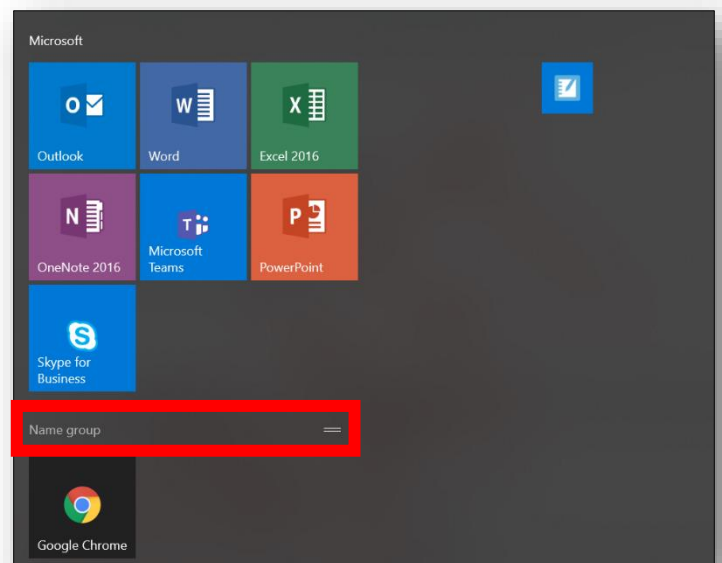 Microsoft
O
W
X
Outlook
Word
Excel 2016
N
T
P
OneNote 2016
Microsoft
Teams
PowerPoint
S
Skype for
Business
Name group
Google Chrome